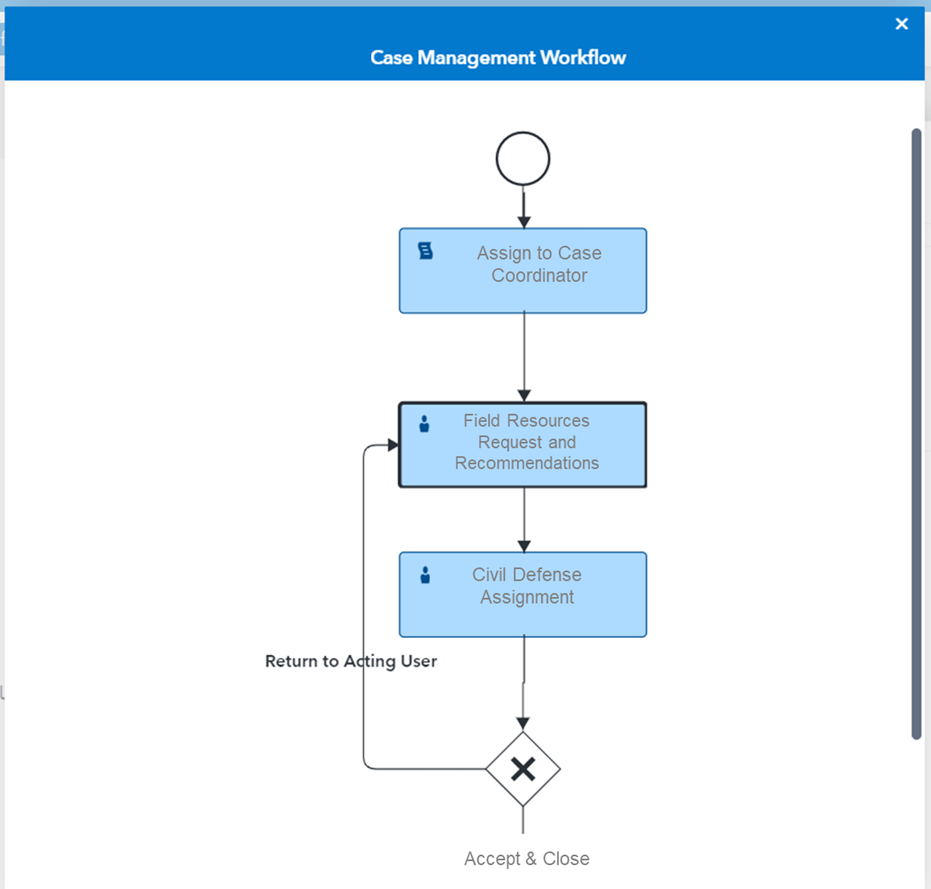 Case Management Workflow
Assign to Case
Coordinator
Field Resources
Request and
Recommendations
Civil Defense
Assignment
Return to Acting User
Accept & Close